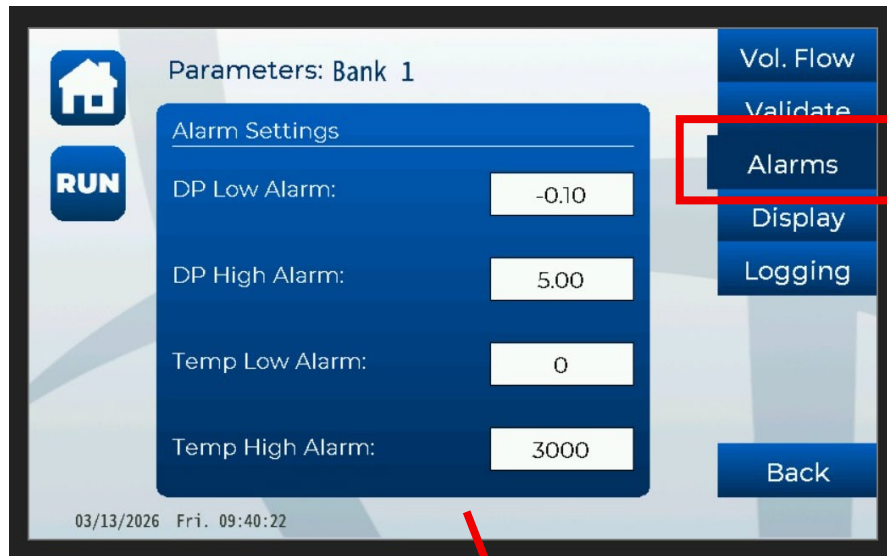 Parameters: Bank 1
Vol. Flow
Validate
Alarms
Display
Logging
Back
RUN
Alarm Settings
DP Low Alarm: -0.10
DP High Alarm: 5.00
Temp Low Alarm: 0
Temp High Alarm: 3000
03/13/2026 Fri. 09:40:22